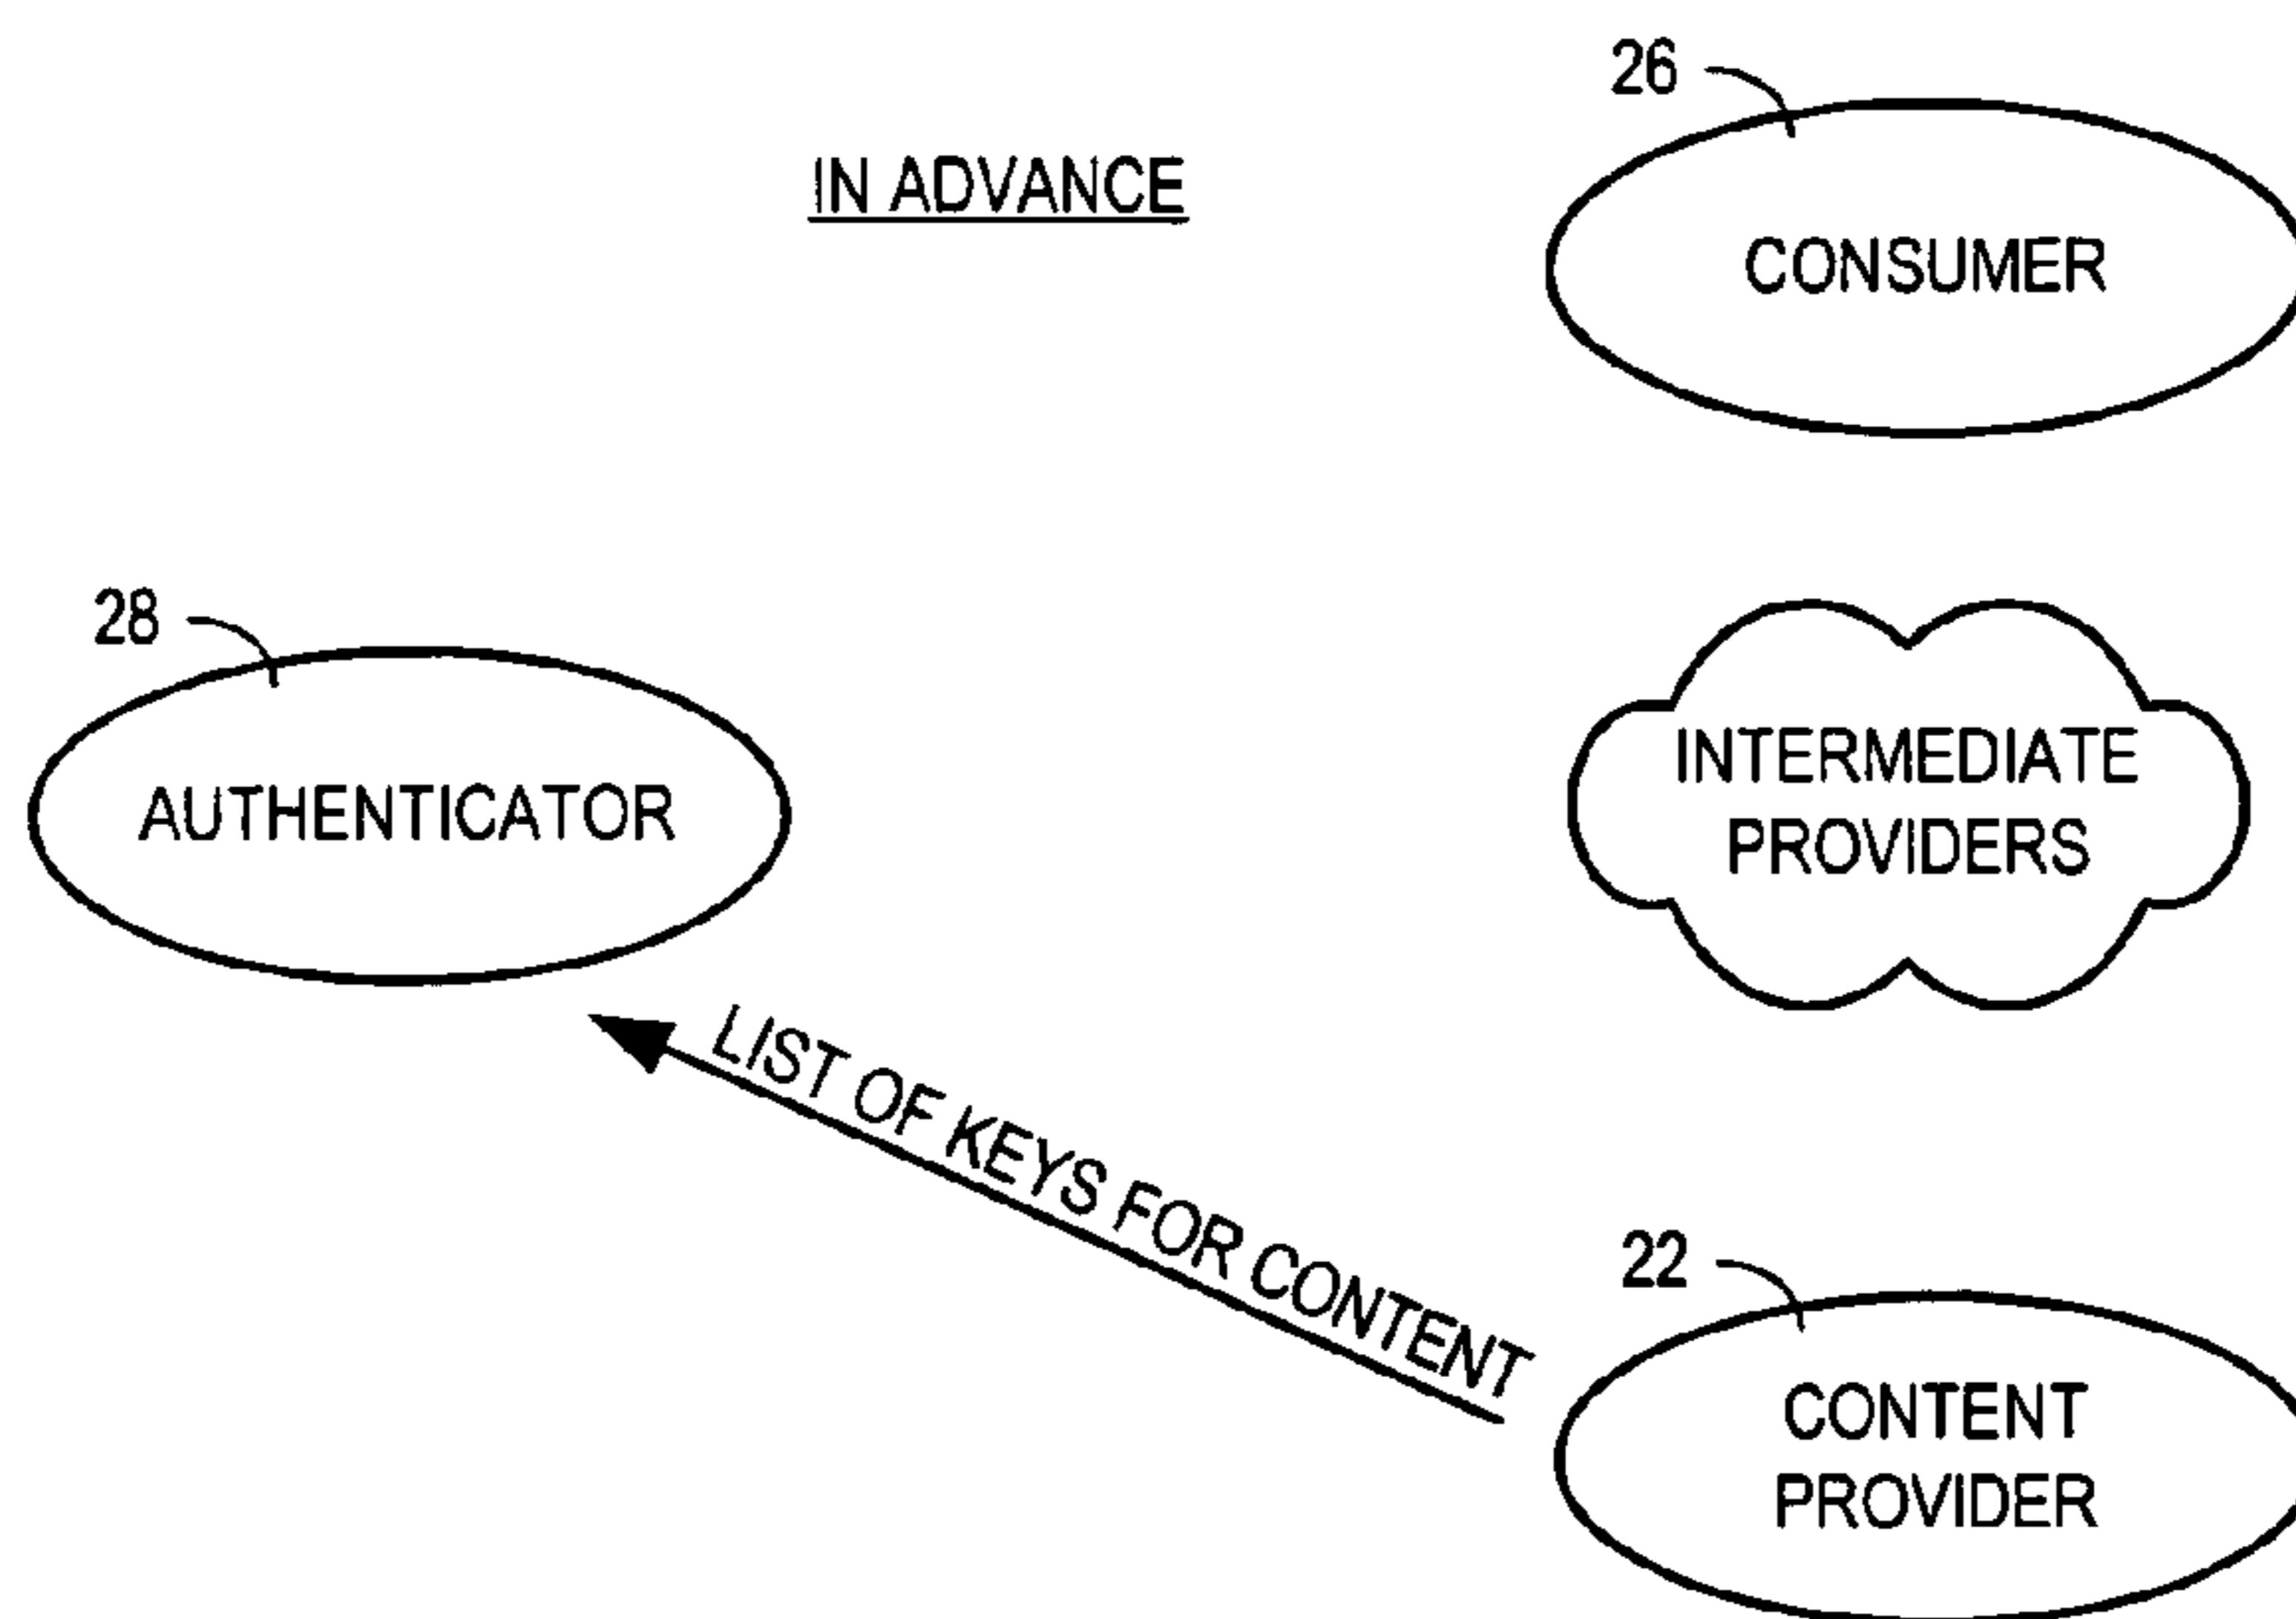 26
IN ADVANCE
CONSUMER
28
AUTHENTICATOR
INTERMEDIATE
PROVIDERS
LIST OF KEYS FOR CONTENT
22
CONTENT
PROVIDER